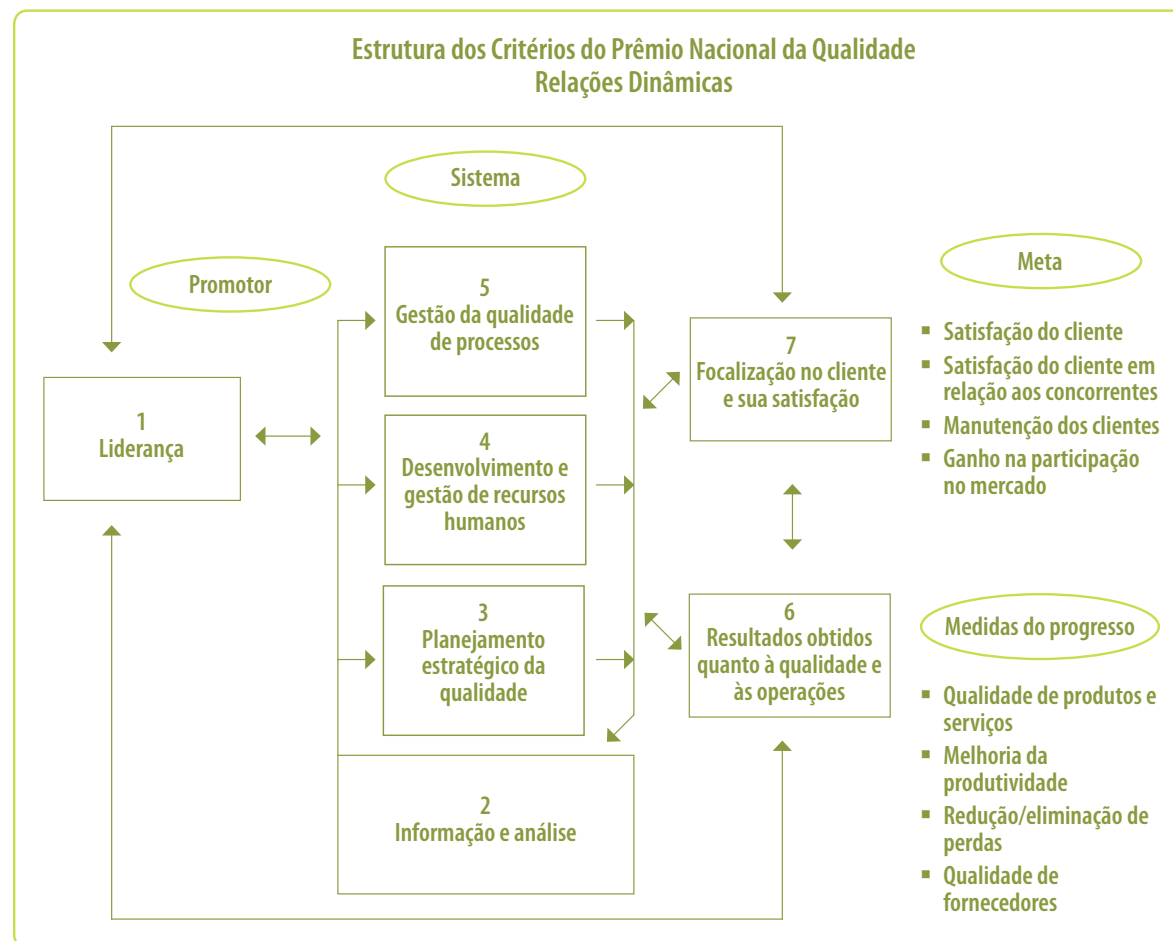 Estrutura dos Critérios do Prêmio Nacional da Qualidade
Relações Dinâmicas
Sistema
Promotor
Meta
1
Liderança
5
Gestão da qualidade
de processos
4
Desenvolvimento e
gestão de recursos
humanos
3
Planejamento
estratégico da
qualidade
2
Informação e análise
7
Focalização no cliente
e sua satisfação
6
Resultados obtidos
quanto à qualidade e
às operações
▪ Satisfação do cliente
▪ Satisfação do cliente em
relação aos concorrentes
▪ Manutenção dos clientes
▪ Ganho na participação
no mercado
Medidas do progresso
▪ Qualidade de produtos e
serviços
▪ Melhoria da
produtividade
▪ Redução/eliminação de
perdas
▪ Qualidade de
fornecedores